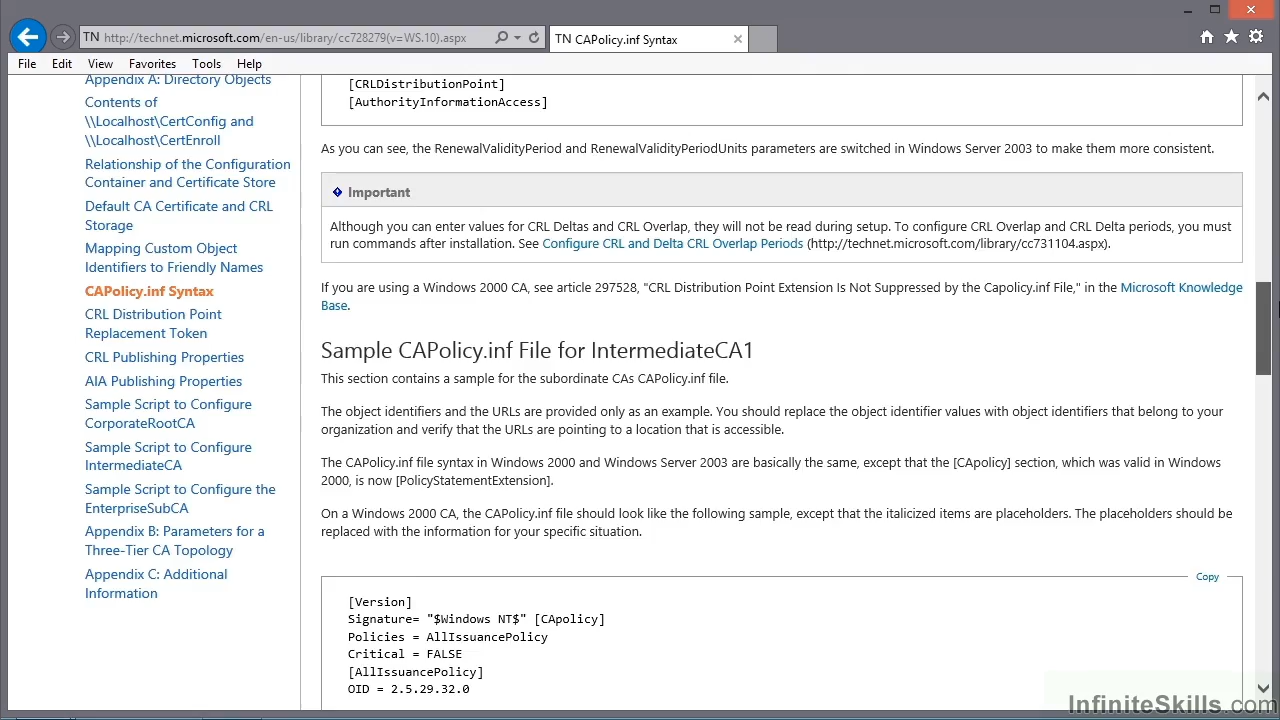 TN http://technet.microsoft.com/en-us/library/cc728279(v=WS.10).aspx
TN CAPolicy.inf Syntax
File Edit View Favorites Tools Help
Appendix A: Directory Objects
Contents of
\\Localhost\CertConfig and
\\Localhost\CertEnroll
Relationship of the Configuration
Container and Certificate Store
Default CA Certificate and CRL
Storage
Mapping Custom Object
Identifiers to Friendly Names
CAPolicy.inf Syntax
CRL Distribution Point
Replacement Token
CRL Publishing Properties
AIA Publishing Properties
Sample Script to Configure
CorporateRootCA
Sample Script to Configure
IntermediateCA
Sample Script to Configure the
EnterpriseSubCA
Appendix B: Parameters for a
Three-Tier CA Topology
Appendix C: Additional
Information
[CRLDistributionPoint]
[AuthorityInformationAccess]
As you can see, the RenewalValidityPeriod and RenewalValidityPeriodUnits parameters are switched in Windows Server 2003 to make them more consistent.
Important
Although you can enter values for CRL Deltas and CRL Overlap, they will not be read during setup. To configure CRL Overlap and CRL Delta periods, you must
run commands after installation. See Configure CRL and Delta CRL Overlap Periods (http://technet.microsoft.com/library/cc731104.aspx).
If you are using a Windows 2000 CA, see article 297528, "CRL Distribution Point Extension Is Not Suppressed by the Capolicy.inf File," in the Microsoft Knowledge
Base.
Sample CAPolicy.inf File for IntermediateCA1
This section contains a sample for the subordinate CAs CAPolicy.inf file.
The object identifiers and the URLs are provided only as an example. You should replace the object identifier values with object identifiers that belong to your
organization and verify that the URLs are pointing to a location that is accessible.
The CAPolicy.inf file syntax in Windows 2000 and Windows Server 2003 are basically the same, except that the [CApolicy] section, which was valid in Windows
2000, is now [PolicyStatementExtension].
On a Windows 2000 CA, the CAPolicy.inf file should look like the following sample, except that the italicized items are placeholders. The placeholders should be
replaced with the information for your specific situation.
Copy
[Version]
Signature= "$Windows NT$" [CApolicy]
Policies = AllIssuancePolicy
Critical = FALSE
[AllIssuancePolicy]
OID = 2.5.29.32.0
InfiniteSkills.com